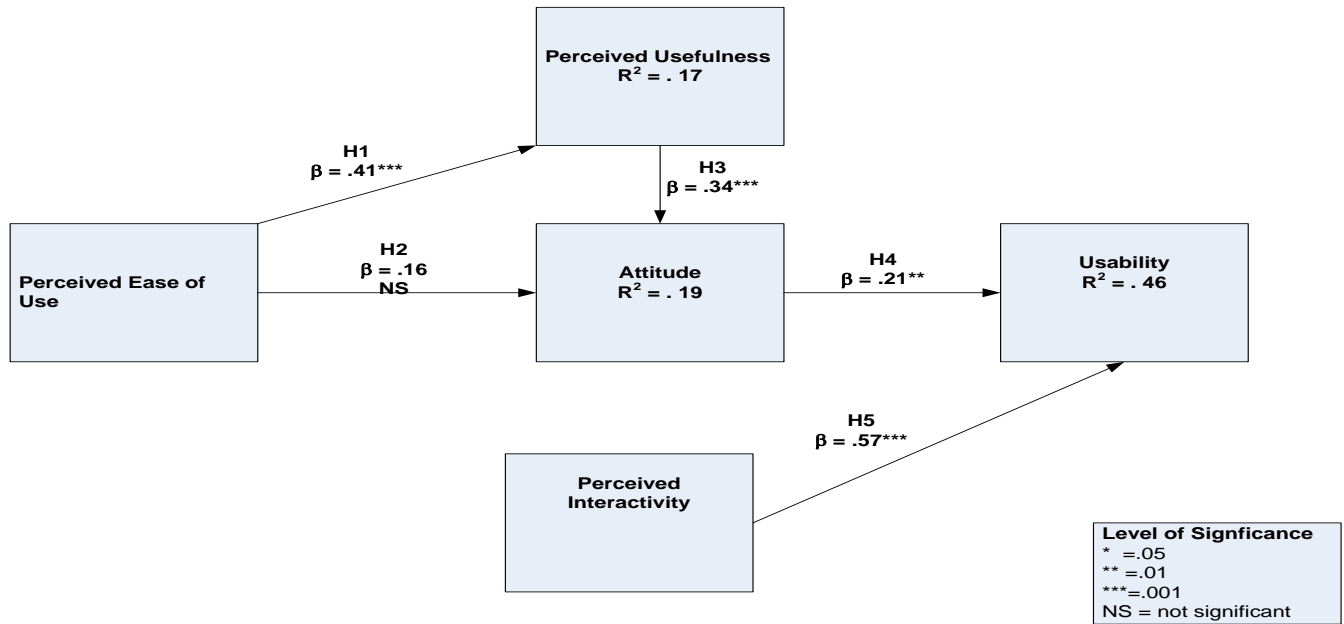 Perceived Usefulness
R² = . 17
H1
β = .41***
H3
β = .34***
Perceived Ease of
Use
H2
β = .16
NS
Attitude
R² = . 19
H4
β = .21**
Usability
R² = . 46
H5
β = .57***
Perceived
Interactivity
Level of Signficance
* =.05
** =.01
***=.001
NS = not significant